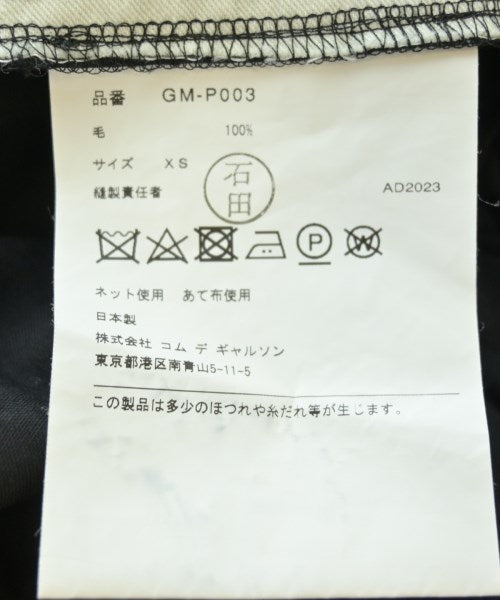 品番 GM-P003
毛 100%
サイズ XS
石田
縫製責任者 AD2023
P W
ネット使用 あて布使用
日本製
株式会社 コム デ ギャルソン
東京都港区南青山5-11-5
この製品は多少のほつれや糸だれ等が生じます。